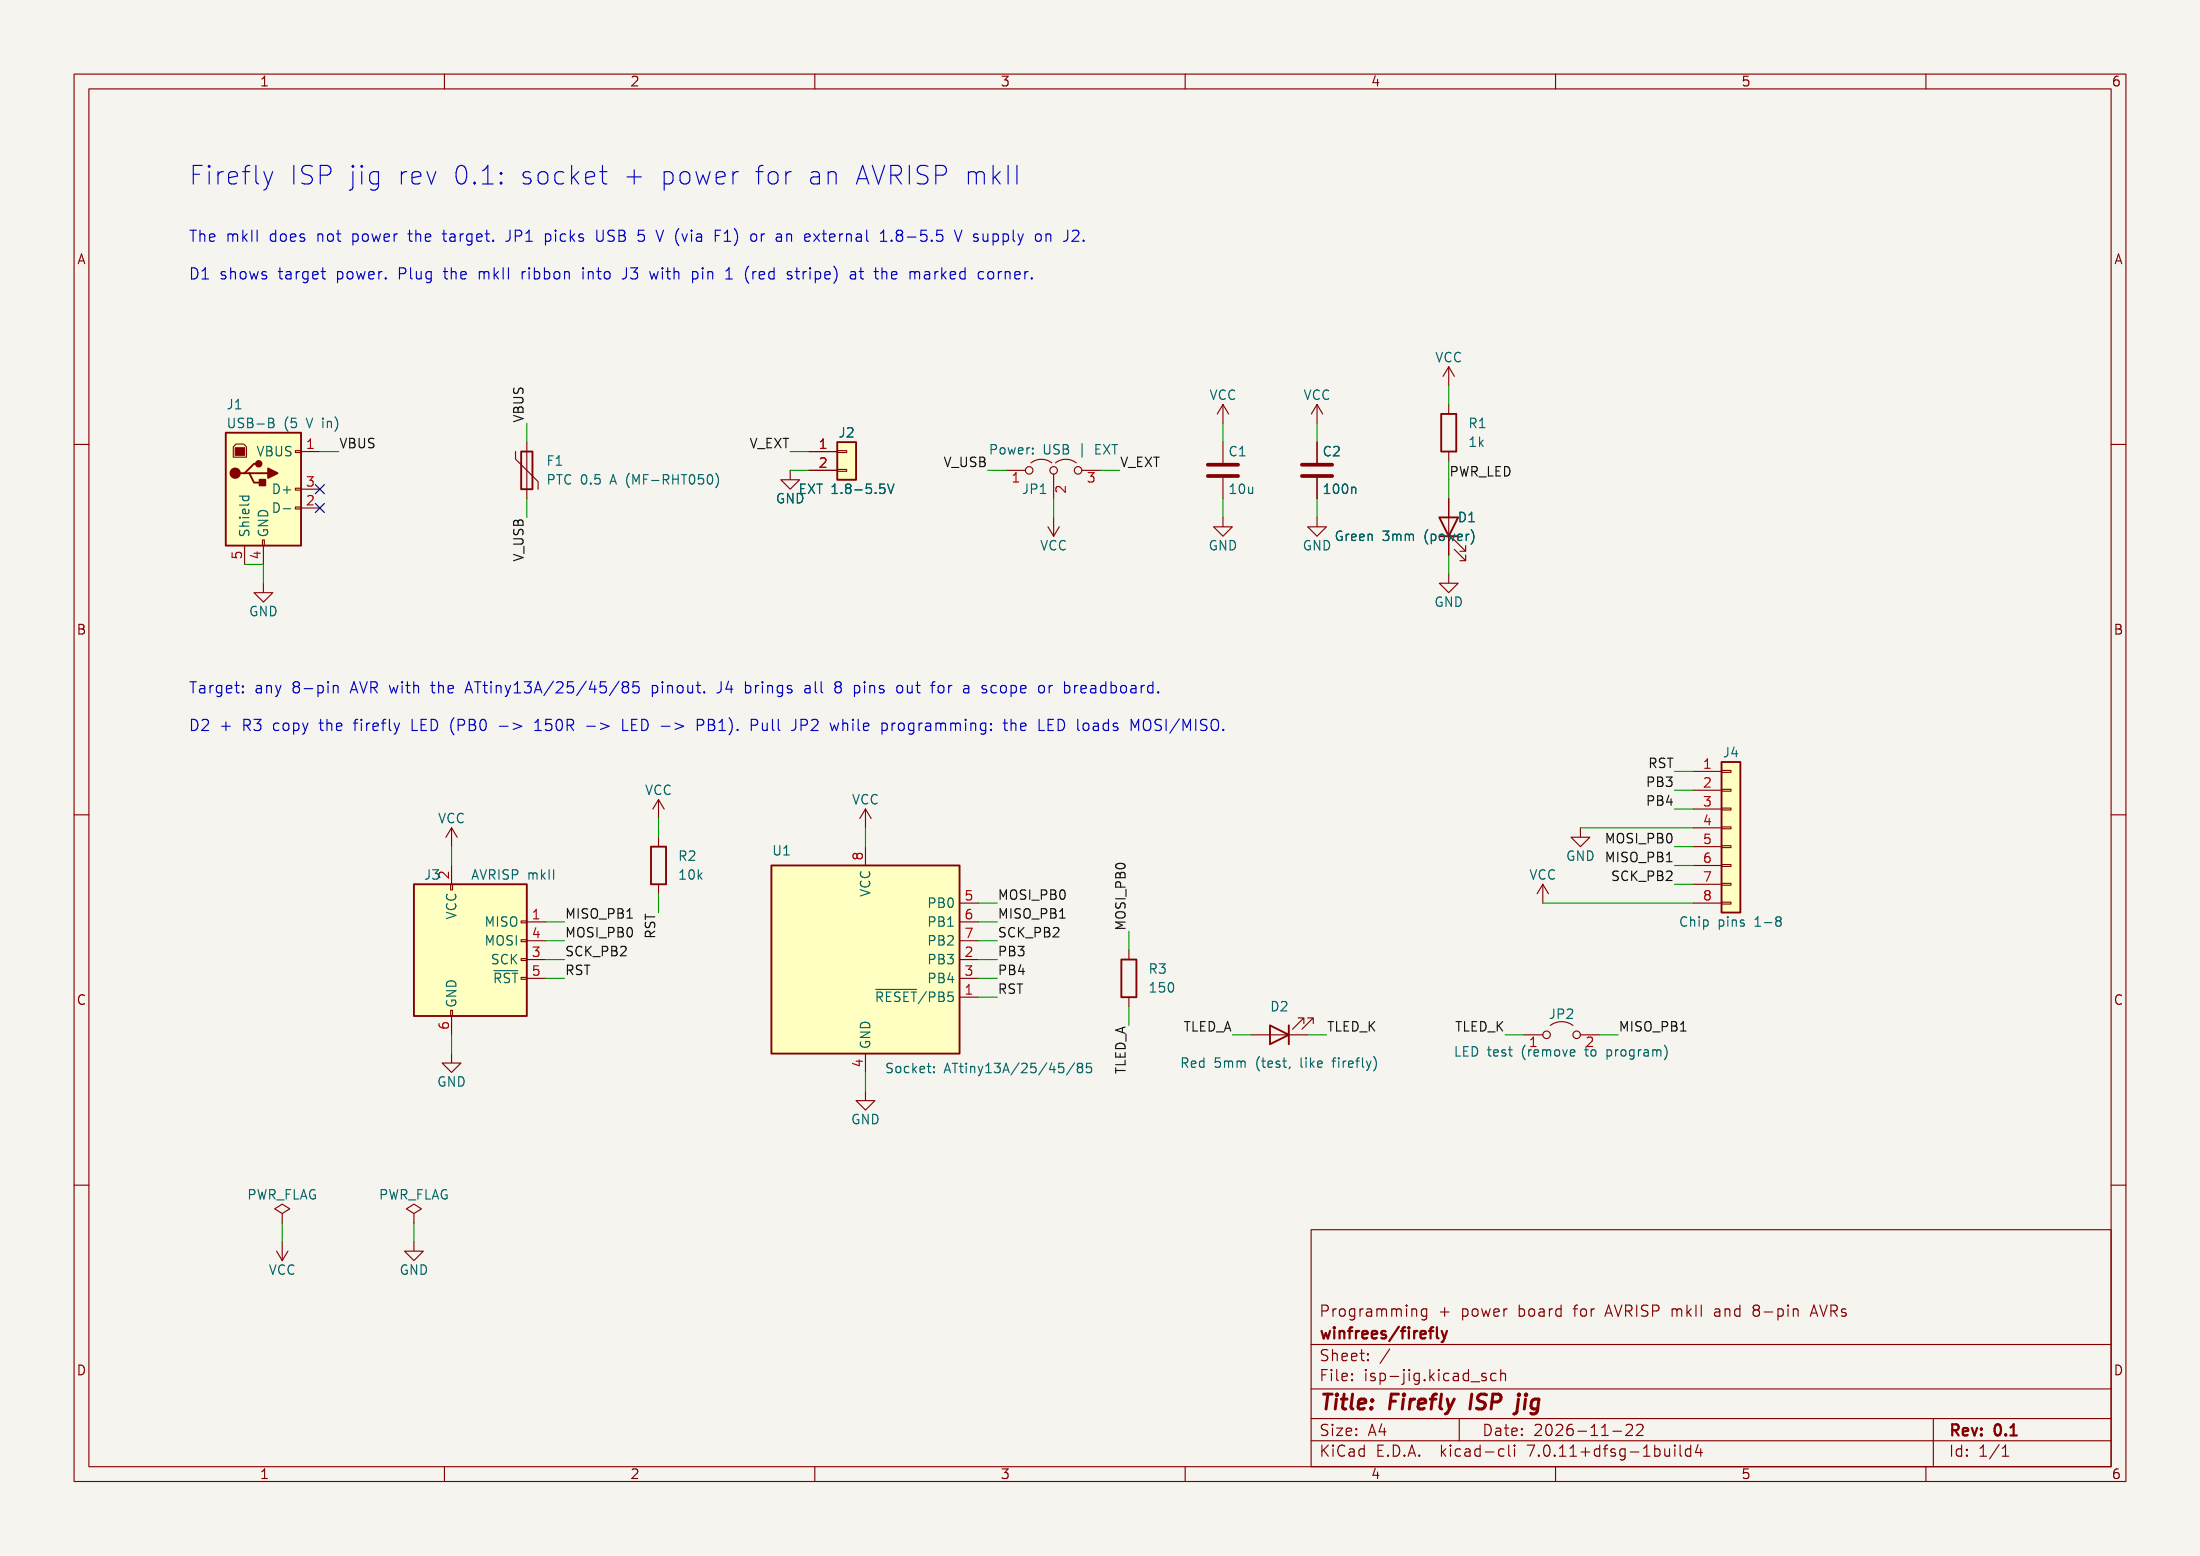 1 2 3 4 5 6
A A
B B
C C
D D
Firefly ISP jig rev 0.1: socket + power for an AVRISP mkII
The mkII does not power the target. JP1 picks USB 5 V (via F1) or an external 1.8-5.5 V supply on J2.
D1 shows target power. Plug the mkII ribbon into J3 with pin 1 (red stripe) at the marked corner.
J1
USB-B (5 V in)
VBUS 1 VBUS
D+ 3
D- 2
Shield
GND
5 4
GND
VBUS
F1
PTC 0.5 A (MF-RHT050)
V_USB
J2
V_EXT 1
2
GND
EXT 1.8-5.5V
Power: USB | EXT
V_USB 1 3 V_EXT
JP1 2
VCC
VCC
C1
10u
GND
VCC
C2
100n
GND
VCC
R1
1k
PWR_LED
D1
Green 3mm (power)
GND
Target: any 8-pin AVR with the ATtiny13A/25/45/85 pinout. J4 brings all 8 pins out for a scope or breadboard.
D2 + R3 copy the firefly LED (PB0 -> 150R -> LED -> PB1). Pull JP2 while programming: the LED loads MOSI/MISO.
VCC
J3 2 AVRISP mkII
VCC
MISO 1 MISO_PB1
MOSI 4 MOSI_PB0
SCK 3 SCK_PB2
RST 5 RST
GND
6
GND
VCC
R2
10k
RST
VCC
U1 8
VCC
PB0 5 MOSI_PB0
PB1 6 MISO_PB1
PB2 7 SCK_PB2
PB3 2 PB3
PB4 3 PB4
RESET/PB5 1 RST
GND
4
Socket: ATtiny13A/25/45/85
GND
MOSI_PB0
R3
150
TLED_A
D2
TLED_A TLED_K
Red 5mm (test, like firefly)
JP2
TLED_K 1 2 MISO_PB1
LED test (remove to program)
J4
RST 1
PB3 2
PB4 3
4
GND
MOSI_PB0 5
MISO_PB1 6
SCK_PB2 7
VCC 8
Chip pins 1-8
PWR_FLAG
VCC
PWR_FLAG
GND
Programming + power board for AVRISP mkII and 8-pin AVRs
winfrees/firefly
Sheet: /
File: isp-jig.kicad_sch
Title: Firefly ISP jig
Size: A4 Date: 2026-11-22 Rev: 0.1
KiCad E.D.A. kicad-cli 7.0.11+dfsg-1build4 Id: 1/1
1 2 3 4 5 6